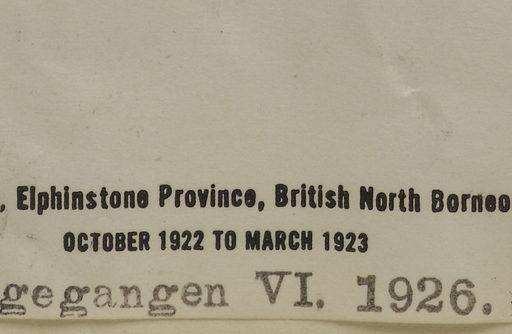 , Elphinstone Province, British North Borneo
OCTOBER 1922 TO MARCH 1923
gegangen VI. 1926.